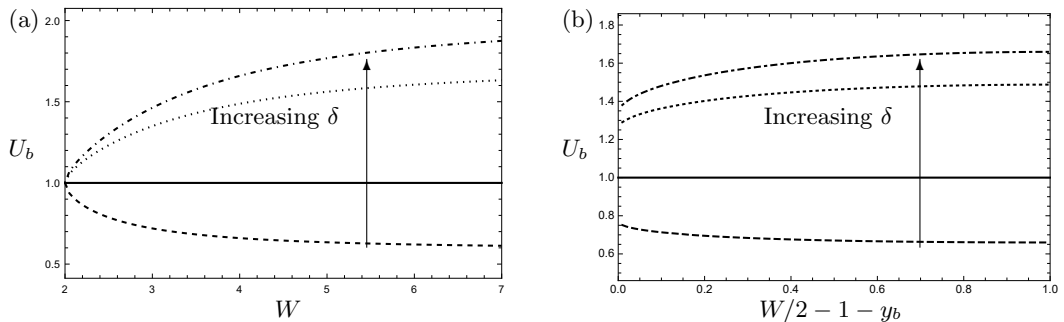 (a)
2.0
1.5
1.0
0.5
U_b
Increasing δ
2 3 4 5 6 7
W
(b)
1.8
1.6
1.4
1.2
1.0
0.8
0.6
U_b
Increasing δ
0.0 0.2 0.4 0.6 0.8 1.0
W/2 − 1 − y_b